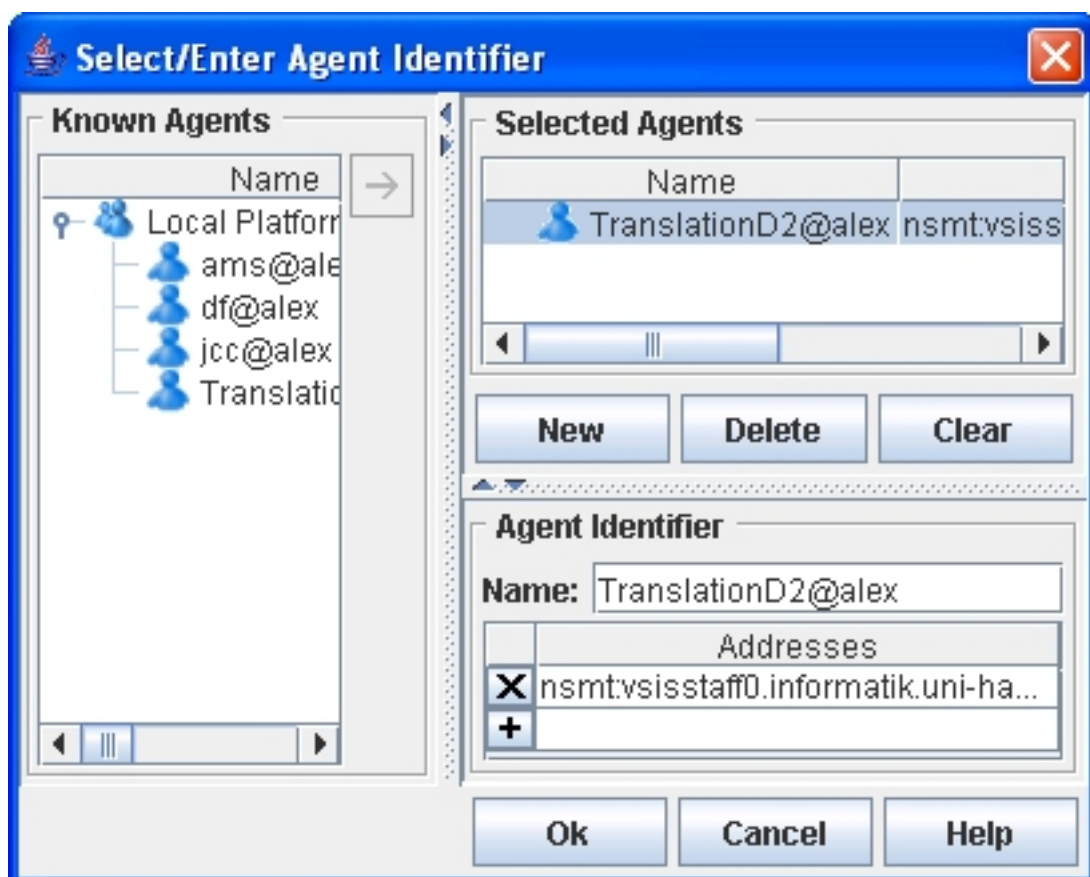 Select/Enter Agent Identifier
Known Agents
Name
Local Platforr
ams@ale
df@alex
jcc@alex
Translatic
Selected Agents
Name
TranslationD2@alex nsmt:vsiss
New Delete Clear
Agent Identifier
Name: TranslationD2@alex
Addresses
nsmt:vsisstaff0.informatik.uni-ha...
Ok Cancel Help